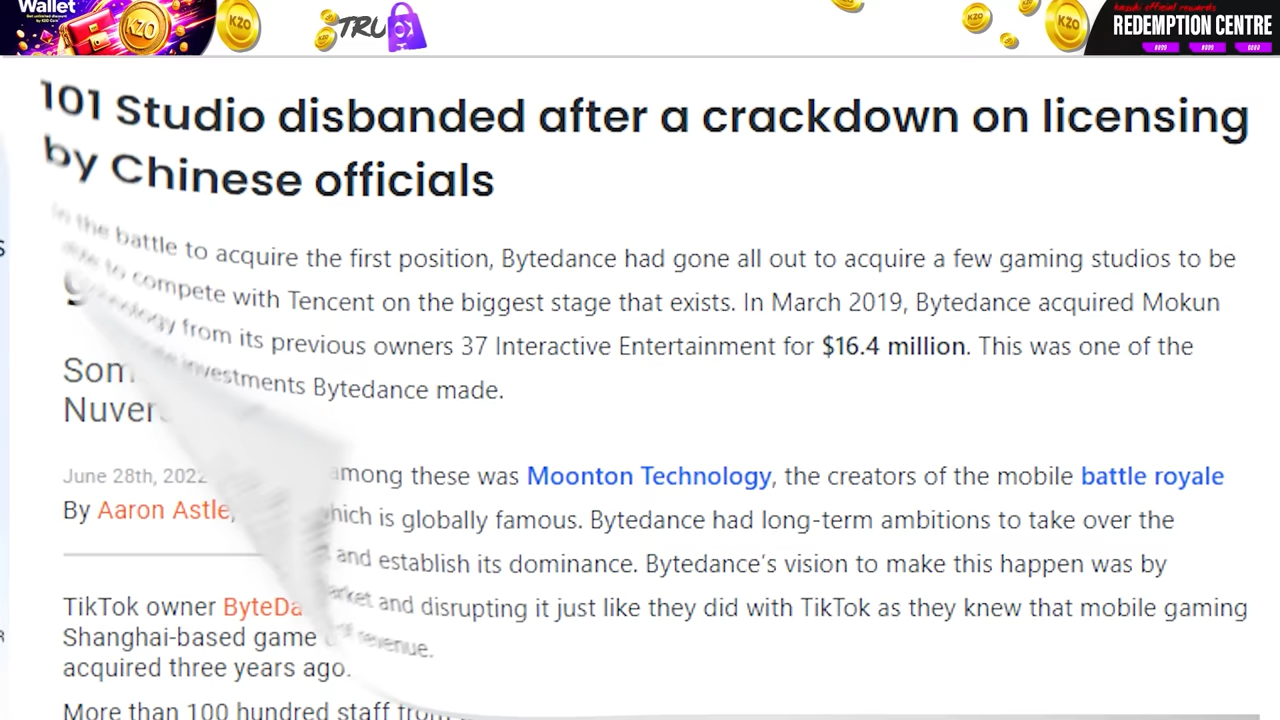 Wallet
KZO
KZO
TRU
KZO
KZO
kazuki official rewards
REDEMPTION CENTRE
101 Studio disbanded after a crackdown on licensing
by Chinese officials
In the battle to acquire the first position, Bytedance had gone all out to acquire a few gaming studios to be
to compete with Tencent on the biggest stage that exists. In March 2019, Bytedance acquired Mokun
from its previous owners 37 Interactive Entertainment for $16.4 million. This was one of the
investments Bytedance made.
among these was Moonton Technology, the creators of the mobile battle royale
which is globally famous. Bytedance had long-term ambitions to take over the
and establish its dominance. Bytedance's vision to make this happen was by
and disrupting it just like they did with TikTok as they knew that mobile gaming
revenue.
June 28th, 2022
By Aaron Astle,
TikTok owner ByteDa
Shanghai-based game
acquired three years ago.
More than 100 hundred staff from